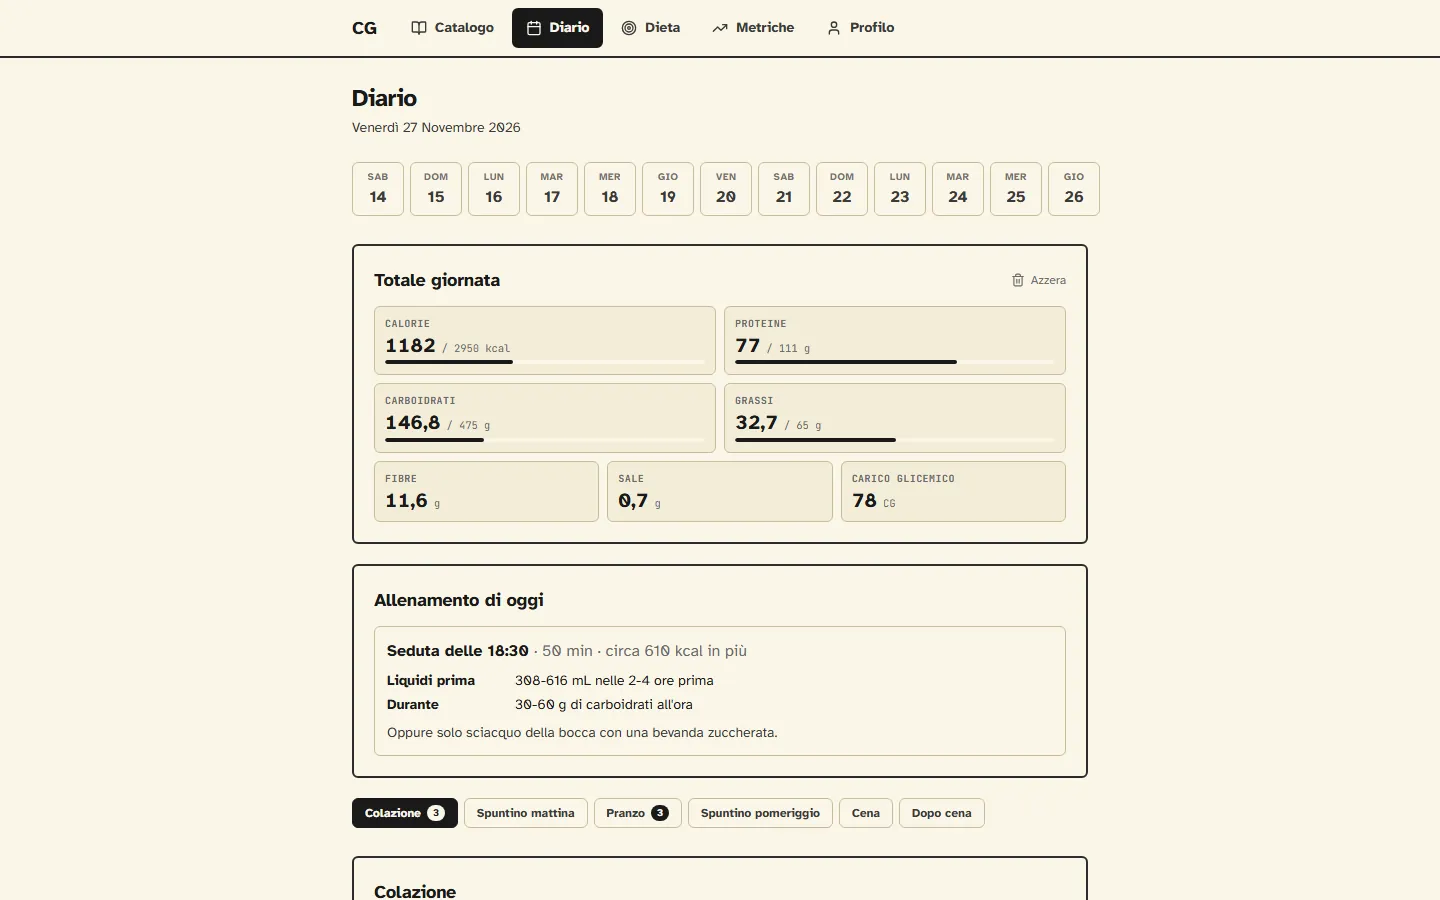 CG Catalogo Diario Dieta Metriche Profilo
Diario
Venerdì 27 Novembre 2026
SAB DOM LUN MAR MER GIO VEN SAB DOM LUN MAR MER GIO
14 15 16 17 18 19 20 21 22 23 24 25 26
Totale giornata Azzera
CALORIE
1182 / 2950 kcal
PROTEINE
77 / 111 g
CARBOIDRATI
146,8 / 475 g
GRASSI
32,7 / 65 g
FIBRE
11,6 g
SALE
0,7 g
CARICO GLICEMICO
78 CG
Allenamento di oggi
Seduta delle 18:30 · 50 min · circa 610 kcal in più
Liquidi prima 308-616 mL nelle 2-4 ore prima
Durante 30-60 g di carboidrati all'ora
Oppure solo sciacquo della bocca con una bevanda zuccherata.
Colazione 3 Spuntino mattina Pranzo 3 Spuntino pomeriggio Cena Dopo cena
Colazione